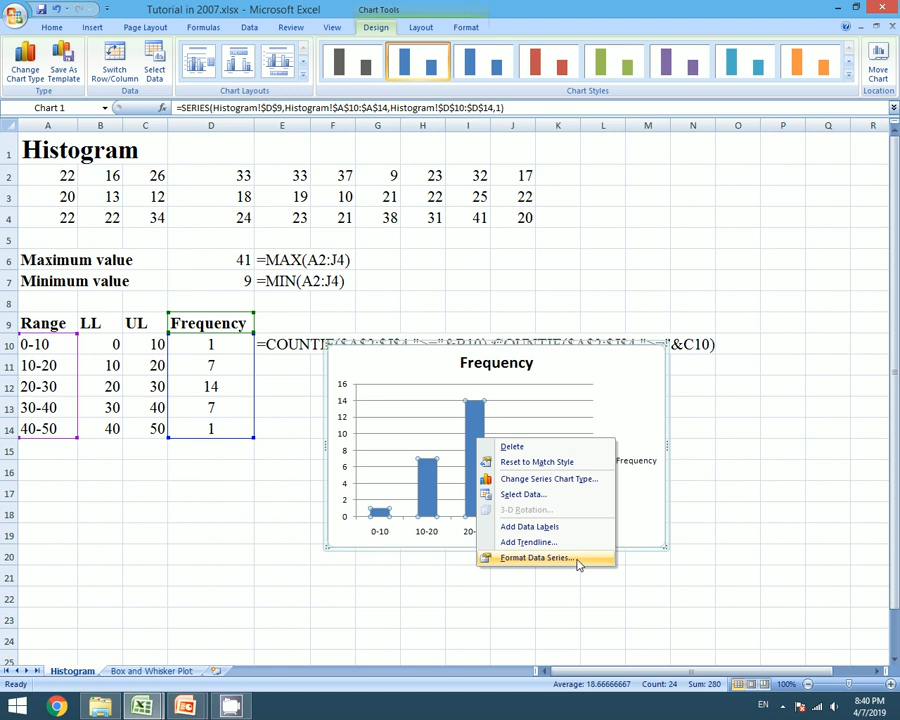 Tutorial in 2007.xlsx - Microsoft Excel
Chart Tools
Home Insert Page Layout Formulas Data Review View Design Layout Format
Change Chart Type
Save As Template
Switch Row/Column
Select Data
Move Chart
Type Data Chart Layouts Chart Styles Location
Chart 1 fx =SERIES(Histogram!$D$9,Histogram!$A$10:$A$14,Histogram!$D$10:$D$14,1)
A B C D E F G H I J K L M N O P Q R
1 Histogram
2 22 16 26 33 33 37 9 23 32 17
3 20 13 12 18 19 10 21 22 25 22
4 22 22 34 24 23 21 38 31 41 20
5
6 Maximum value 41 =MAX(A2:J4)
7 Minimum value 9 =MIN(A2:J4)
8
9 Range LL UL Frequency
10 0-10 0 10 1 =COUNTIF($A$2:$J$4,">="&B10)-COUNTIF($A$2:$J$4,">="&C10)
11 10-20 10 20 7
12 20-30 20 30 14
13 30-40 30 40 7
14 40-50 40 50 1
15
16
17
18
19
20
21
22
23
24
25
Frequency
16
14
12
10
8
6
4
2
0
0-10 10-20 20-
Frequency
Delete
Reset to Match Style
Change Series Chart Type...
Select Data...
3-D Rotation...
Add Data Labels
Add Trendline...
Format Data Series...
Histogram Box and Whisker Plot
Ready Average: 18.66666667 Count: 24 Sum: 280 100%
EN 8:40 PM
4/7/2019